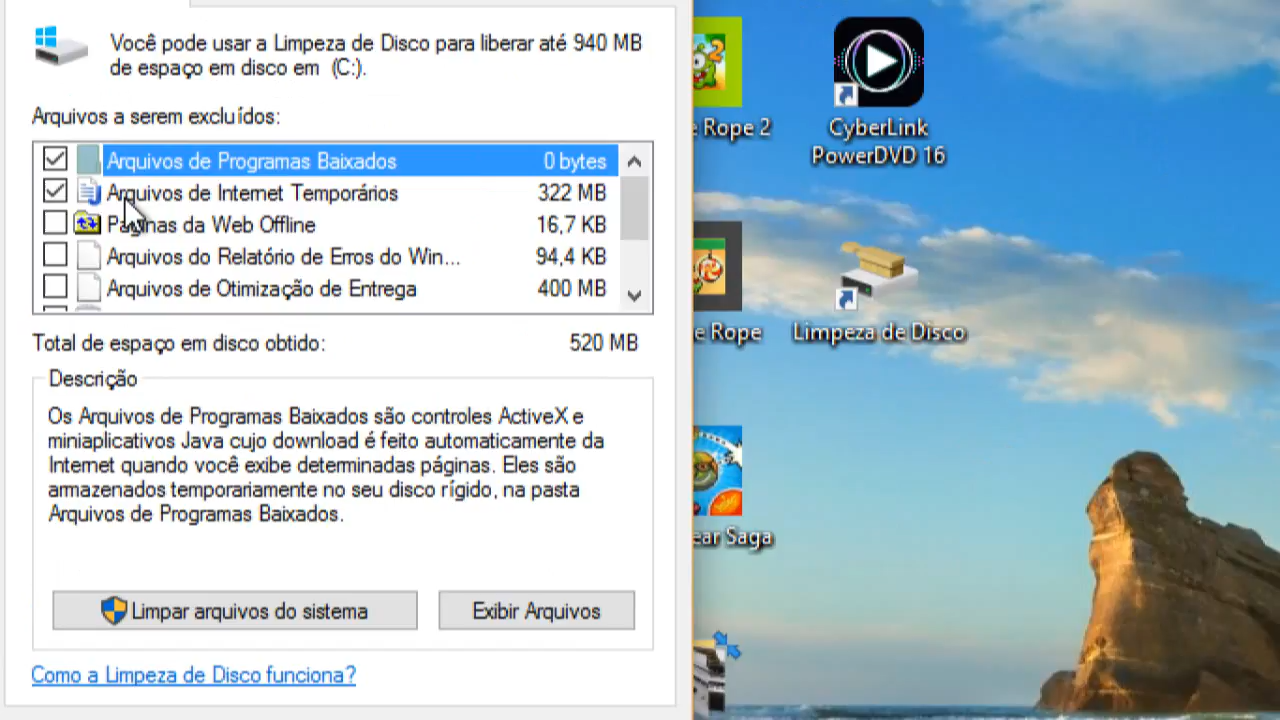 Você pode usar a Limpeza de Disco para liberar até 940 MB
de espaço em disco em (C:).
Arquivos a serem excluídos:
Arquivos de Programas Baixados 0 bytes
Arquivos de Internet Temporários 322 MB
Páginas da Web Offline 16,7 KB
Arquivos do Relatório de Erros do Win... 94,4 KB
Arquivos de Otimização de Entrega 400 MB
Total de espaço em disco obtido: 520 MB
Descrição
Os Arquivos de Programas Baixados são controles ActiveX e
miniaplicativos Java cujo download é feito automaticamente da
Internet quando você exibe determinadas páginas. Eles são
armazenados temporariamente no seu disco rígido, na pasta
Arquivos de Programas Baixados.
Limpar arquivos do sistema
Exibir Arquivos
Como a Limpeza de Disco funciona?
e Rope 2
CyberLink
PowerDVD 16
e Rope
Limpeza de Disco
ear Saga